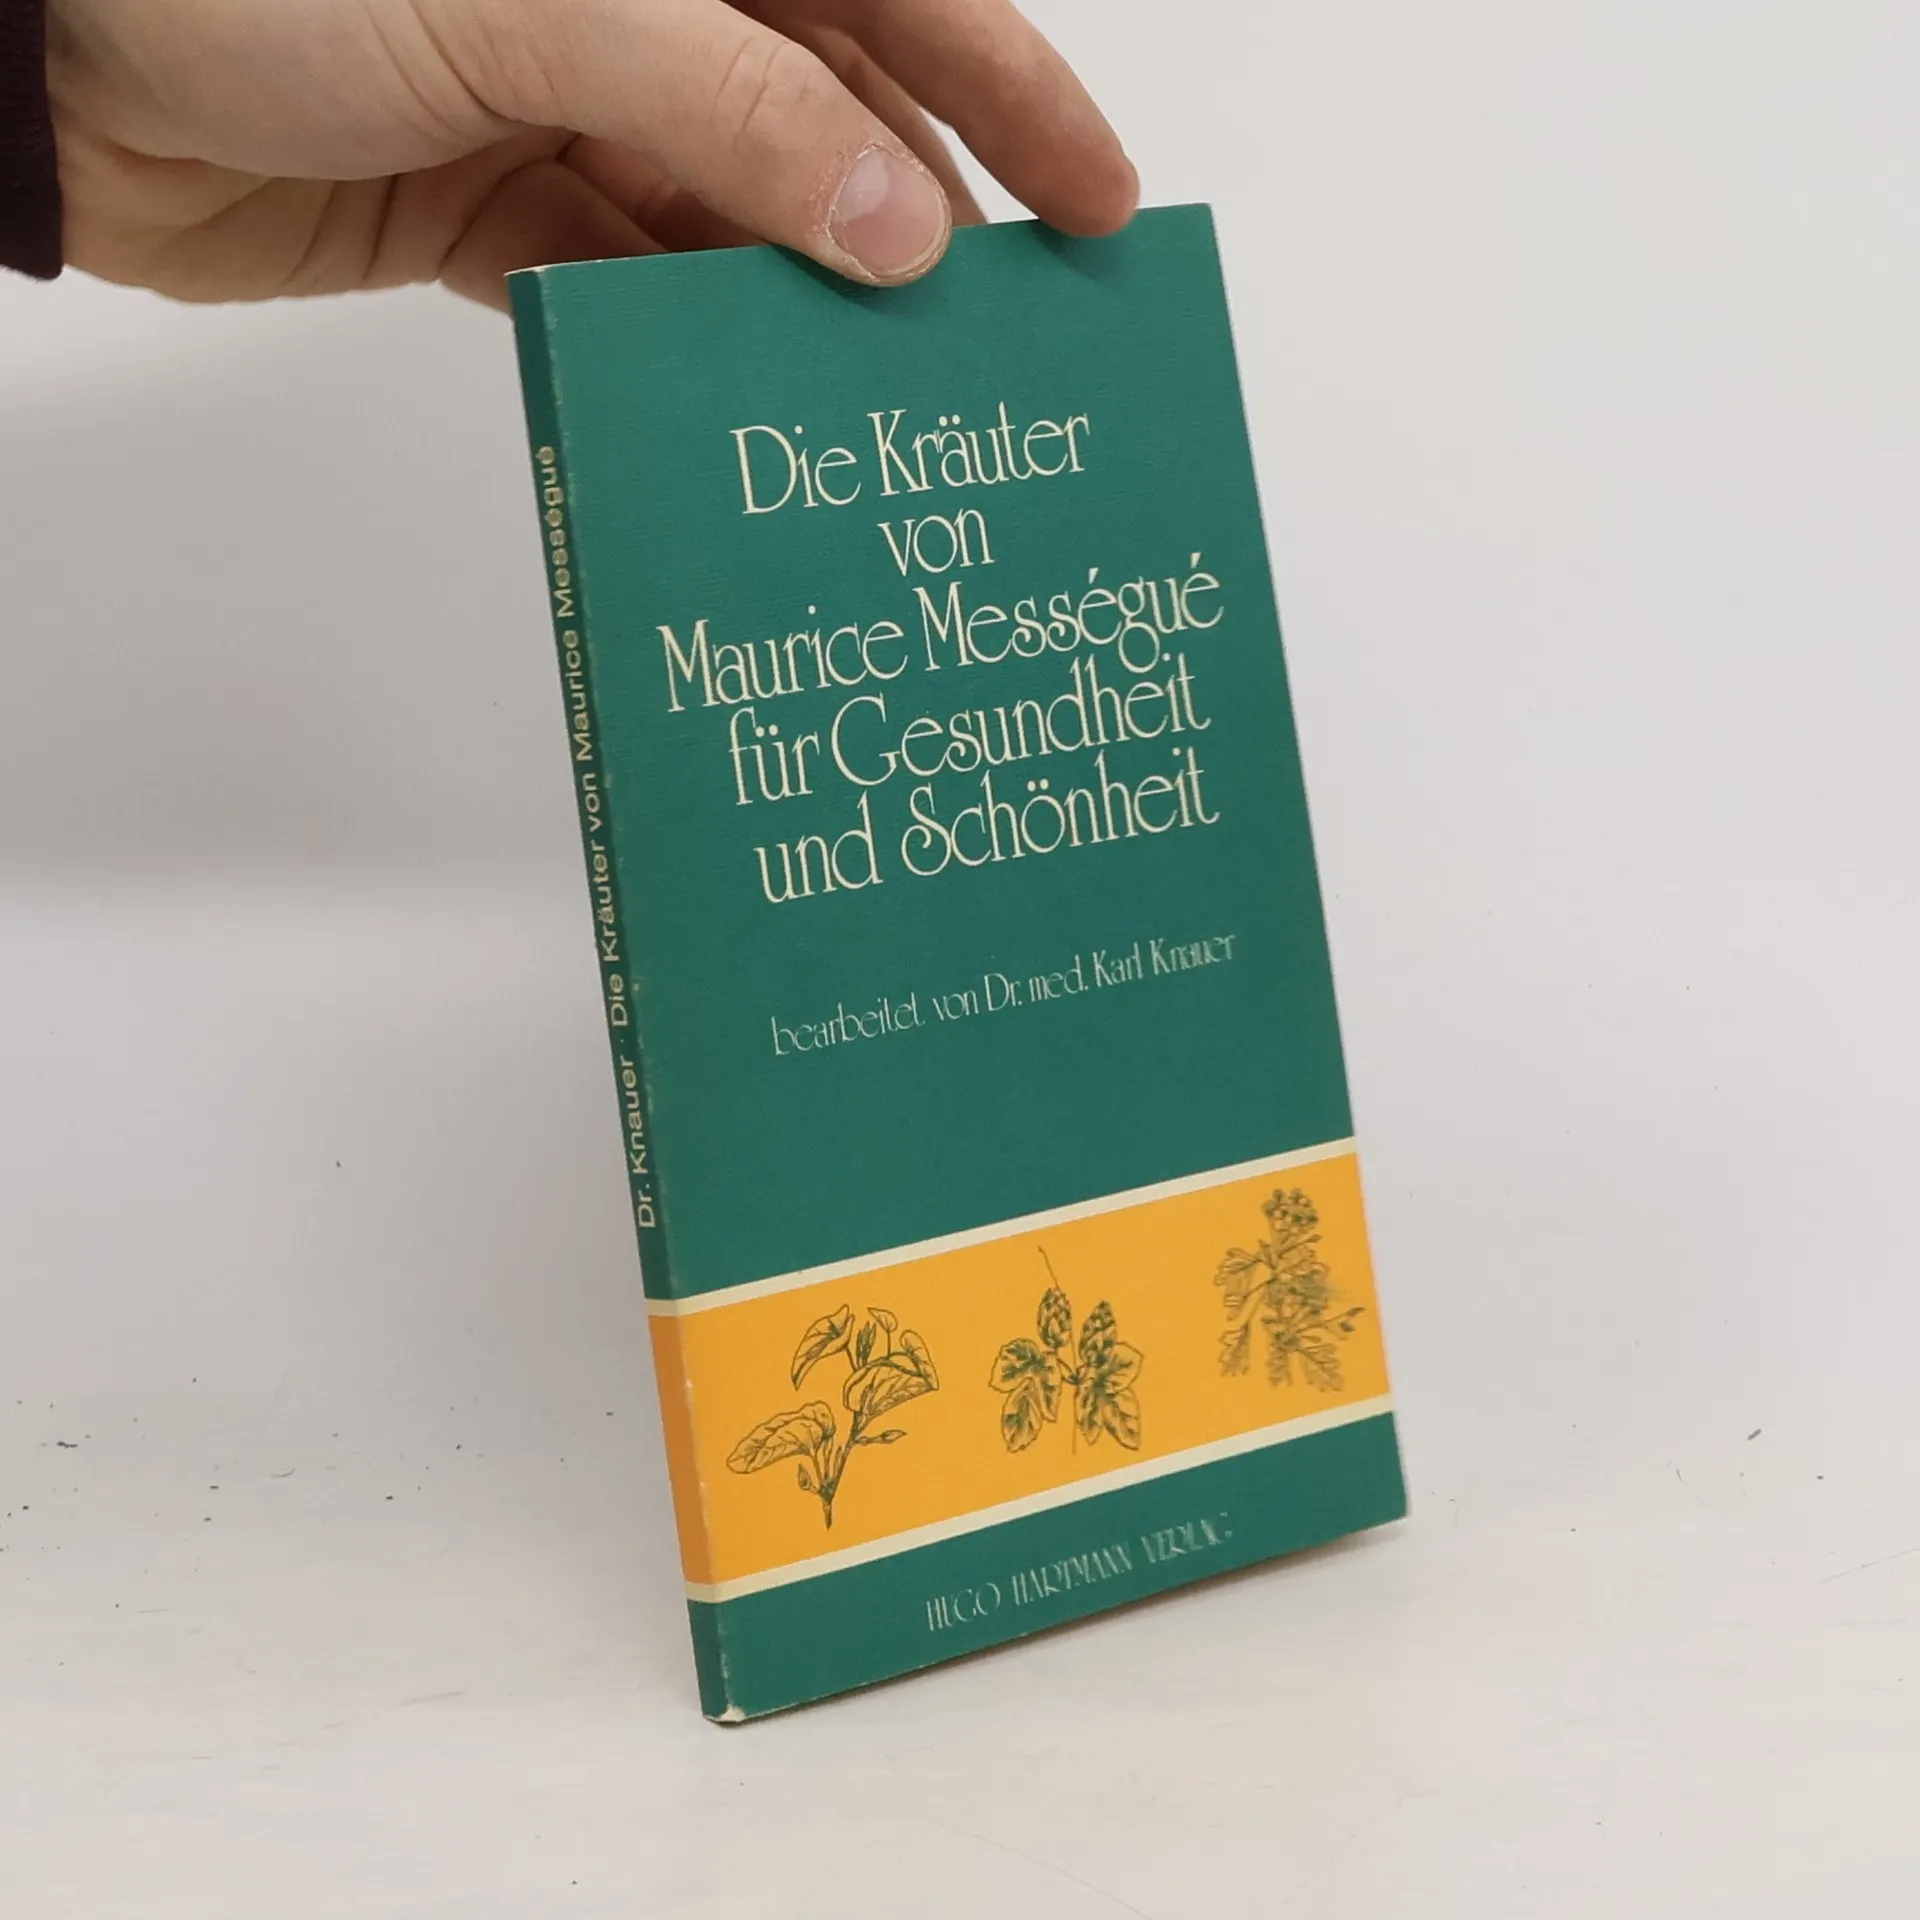 Die Kräuter
von
Maurice Mességué
für Gesundheit
und Schönheit
bearbeitet von Dr. med. Karl Knauer
HUGO HARTMANN VERLAG
Dr. Knauer · Die Kräuter von Maurice Mességué